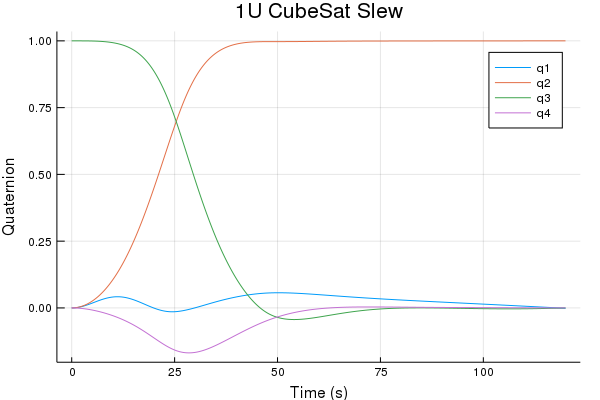 1U CubeSat Slew
1.00
0.75
0.50
0.25
0.00
Quaternion
q1
q2
q3
q4
0
25
50
75
100
Time (s)